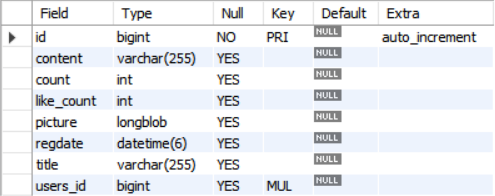 Field Type Null Key Default Extra
id bigint NO PRI NULL auto_increment
content varchar(255) YES NULL
count int YES NULL
like_count int YES NULL
picture longblob YES NULL
regdate datetime(6) YES NULL
title varchar(255) YES NULL
users_id bigint YES MUL NULL